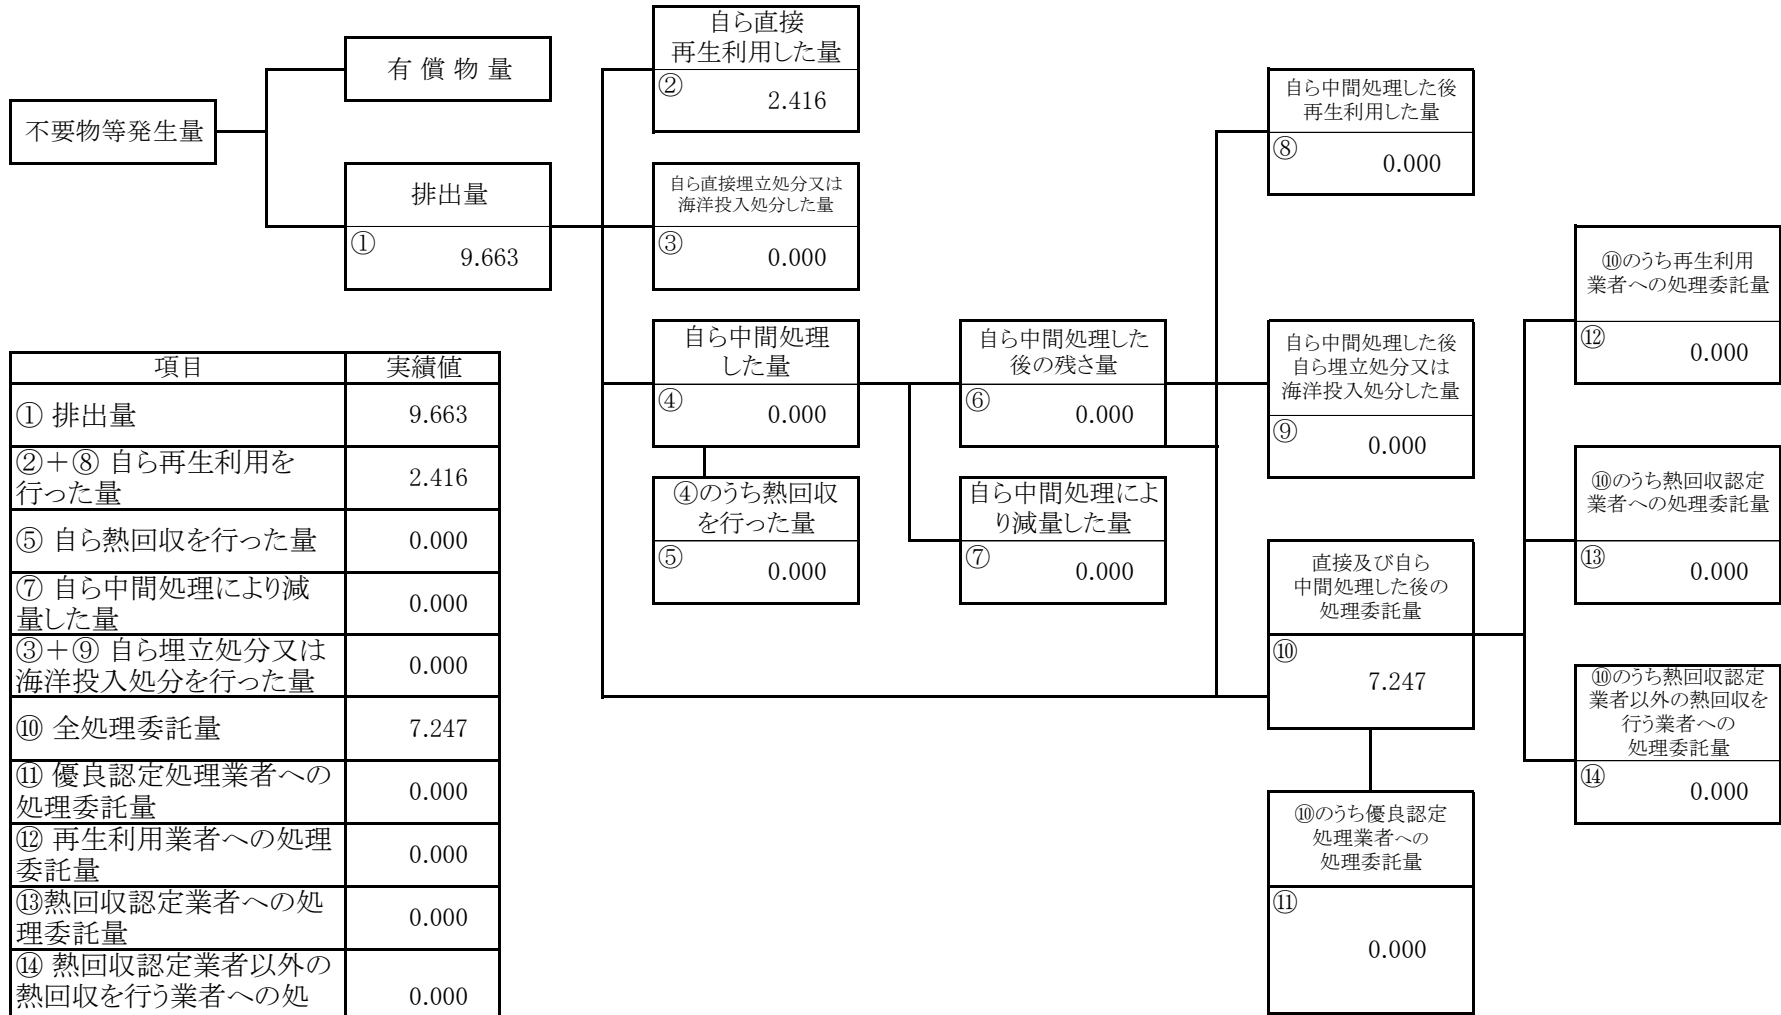 不要物等発生量
有 償 物 量
排出量
①
9.663
自ら直接
再生利用した量
②
2.416
自ら直接埋立処分又は
海洋投入処分した量
③
0.000
自ら中間処理
した量
④
0.000
④のうち熱回収
を行った量
⑤
0.000
自ら中間処理した
後の残さ量
⑥
0.000
自ら中間処理によ
り減量した量
⑦
0.000
自ら中間処理した後
再生利用した量
⑧
0.000
自ら中間処理した後
自ら埋立処分又は
海洋投入処分した量
⑨
0.000
直接及び自ら
中間処理した後の
処理委託量
⑩
7.247
⑩のうち優良認定
処理業者への
処理委託量
⑪
0.000
⑩のうち再生利用
業者への処理委託量
⑫
0.000
⑩のうち熱回収認定
業者への処理委託量
⑬
0.000
⑩のうち熱回収認定
業者以外の熱回収を
行う業者への
処理委託量
⑭
0.000
項目 実績値
① 排出量 9.663
②＋⑧ 自ら再生利用を
行った量 2.416
⑤ 自ら熱回収を行った量 0.000
⑦ 自ら中間処理により減
量した量 0.000
③＋⑨ 自ら埋立処分又は
海洋投入処分を行った量 0.000
⑩ 全処理委託量 7.247
⑪ 優良認定処理業者への
処理委託量 0.000
⑫ 再生利用業者への処理
委託量 0.000
⑬熱回収認定業者への処
理委託量 0.000
⑭ 熱回収認定業者以外の
熱回収を行う業者への処 0.000